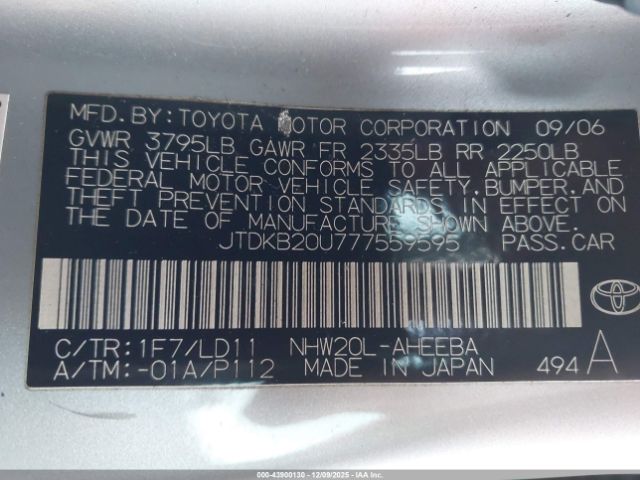 MFD.BY:TOYOTA MOTOR CORPORATION 09/06
GVWR 3795LB GAWR FR 2335LB RR 2250LB
THIS VEHICLE CONFORMS TO ALL APPLICABLE
FEDERAL MOTOR VEHICLE SAFETY,BUMPER,AND
THEFT PREVENTION STANDARDS IN EFFECT ON
THE DATE OF MANUFACTURE SHOWN ABOVE.
JTDKB20U777559595 PASS.CAR
C/TR:1F7/LD11 NHW20L-AHEEBA
A/TM:-01A/P112 MADE IN JAPAN 494 A
000-43900130 - 12/09/2025 - IAA Inc.